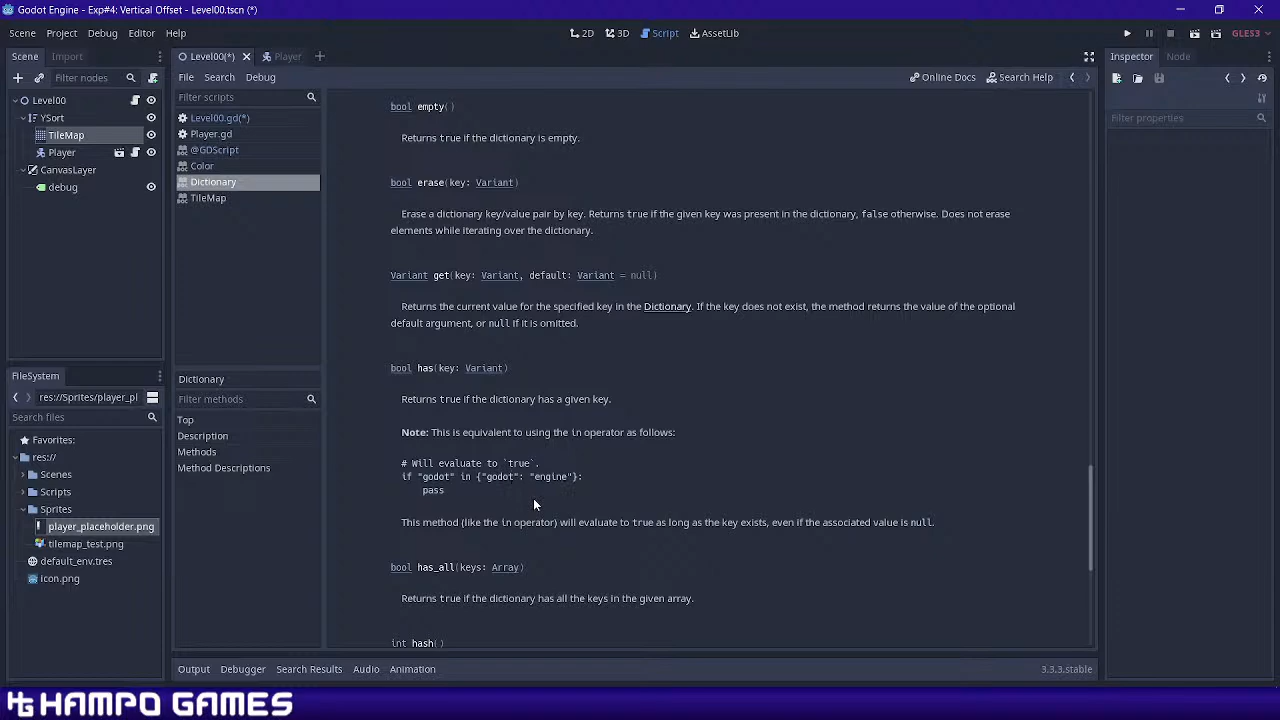 Godot Engine - Exp#4: Vertical Offset - Level00.tscn (*)
Scene Project Debug Editor Help
2D 3D Script AssetLib
GLES3
Scene Import
Level00(*) Player
Inspector Node
Filter nodes
File Search Debug
Online Docs Search Help
Filter scripts
Level00
YSort
TileMap
Player
CanvasLayer
debug
Level00.gd(*)
Player.gd
@GDScript
Color
Dictionary
TileMap
Dictionary
Filter methods
Top
Description
Methods
Method Descriptions
bool empty()
Returns true if the dictionary is empty.
bool erase(key: Variant)
Erase a dictionary key/value pair by key. Returns true if the given key was present in the dictionary, false otherwise. Does not erase
elements while iterating over the dictionary.
Variant get(key: Variant, default: Variant = null)
Returns the current value for the specified key in the Dictionary. If the key does not exist, the method returns the value of the optional
default argument, or null if it is omitted.
bool has(key: Variant)
Returns true if the dictionary has a given key.
Note: This is equivalent to using the in operator as follows:
# Will evaluate to `true`.
if "godot" in {"godot": "engine"}:
pass
This method (like the in operator) will evaluate to true as long as the key exists, even if the associated value is null.
bool has_all(keys: Array)
Returns true if the dictionary has all the keys in the given array.
int hash()
Filter properties
FileSystem
res://Sprites/player_pl
Search files
Favorites:
res://
Scenes
Scripts
Sprites
player_placeholder.png
tilemap_test.png
default_env.tres
icon.png
Output Debugger Search Results Audio Animation
3.3.3.stable
HAMPO GAMES